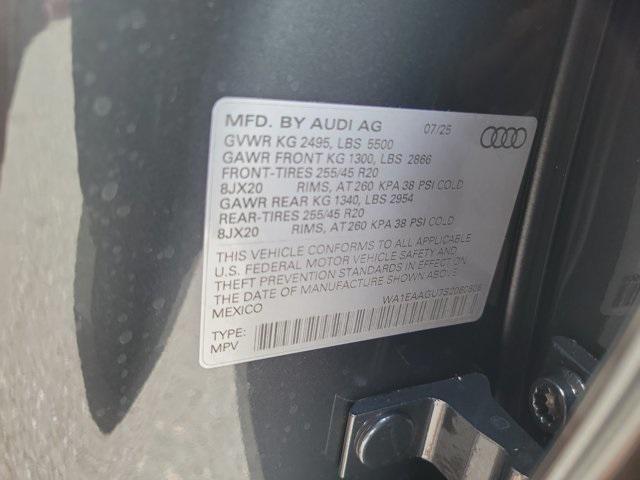 MFD. BY AUDI AG 07/25
GVWR KG 2495, LBS 5500
GAWR FRONT KG 1300, LBS 2866
FRONT-TIRES 255/45 R20
8JX20 RIMS, AT 260 KPA 38 PSI COLD
GAWR REAR KG 1340, LBS 2954
REAR-TIRES 255/45 R20
8JX20 RIMS, AT 260 KPA 38 PSI COLD
THIS VEHICLE CONFORMS TO ALL APPLICABLE
U.S. FEDERAL MOTOR VEHICLE SAFETY AND
THEFT PREVENTION STANDARDS IN EFFECT ON
THE DATE OF MANUFACTURE SHOWN ABOVE
MEXICO
TYPE:
MPV